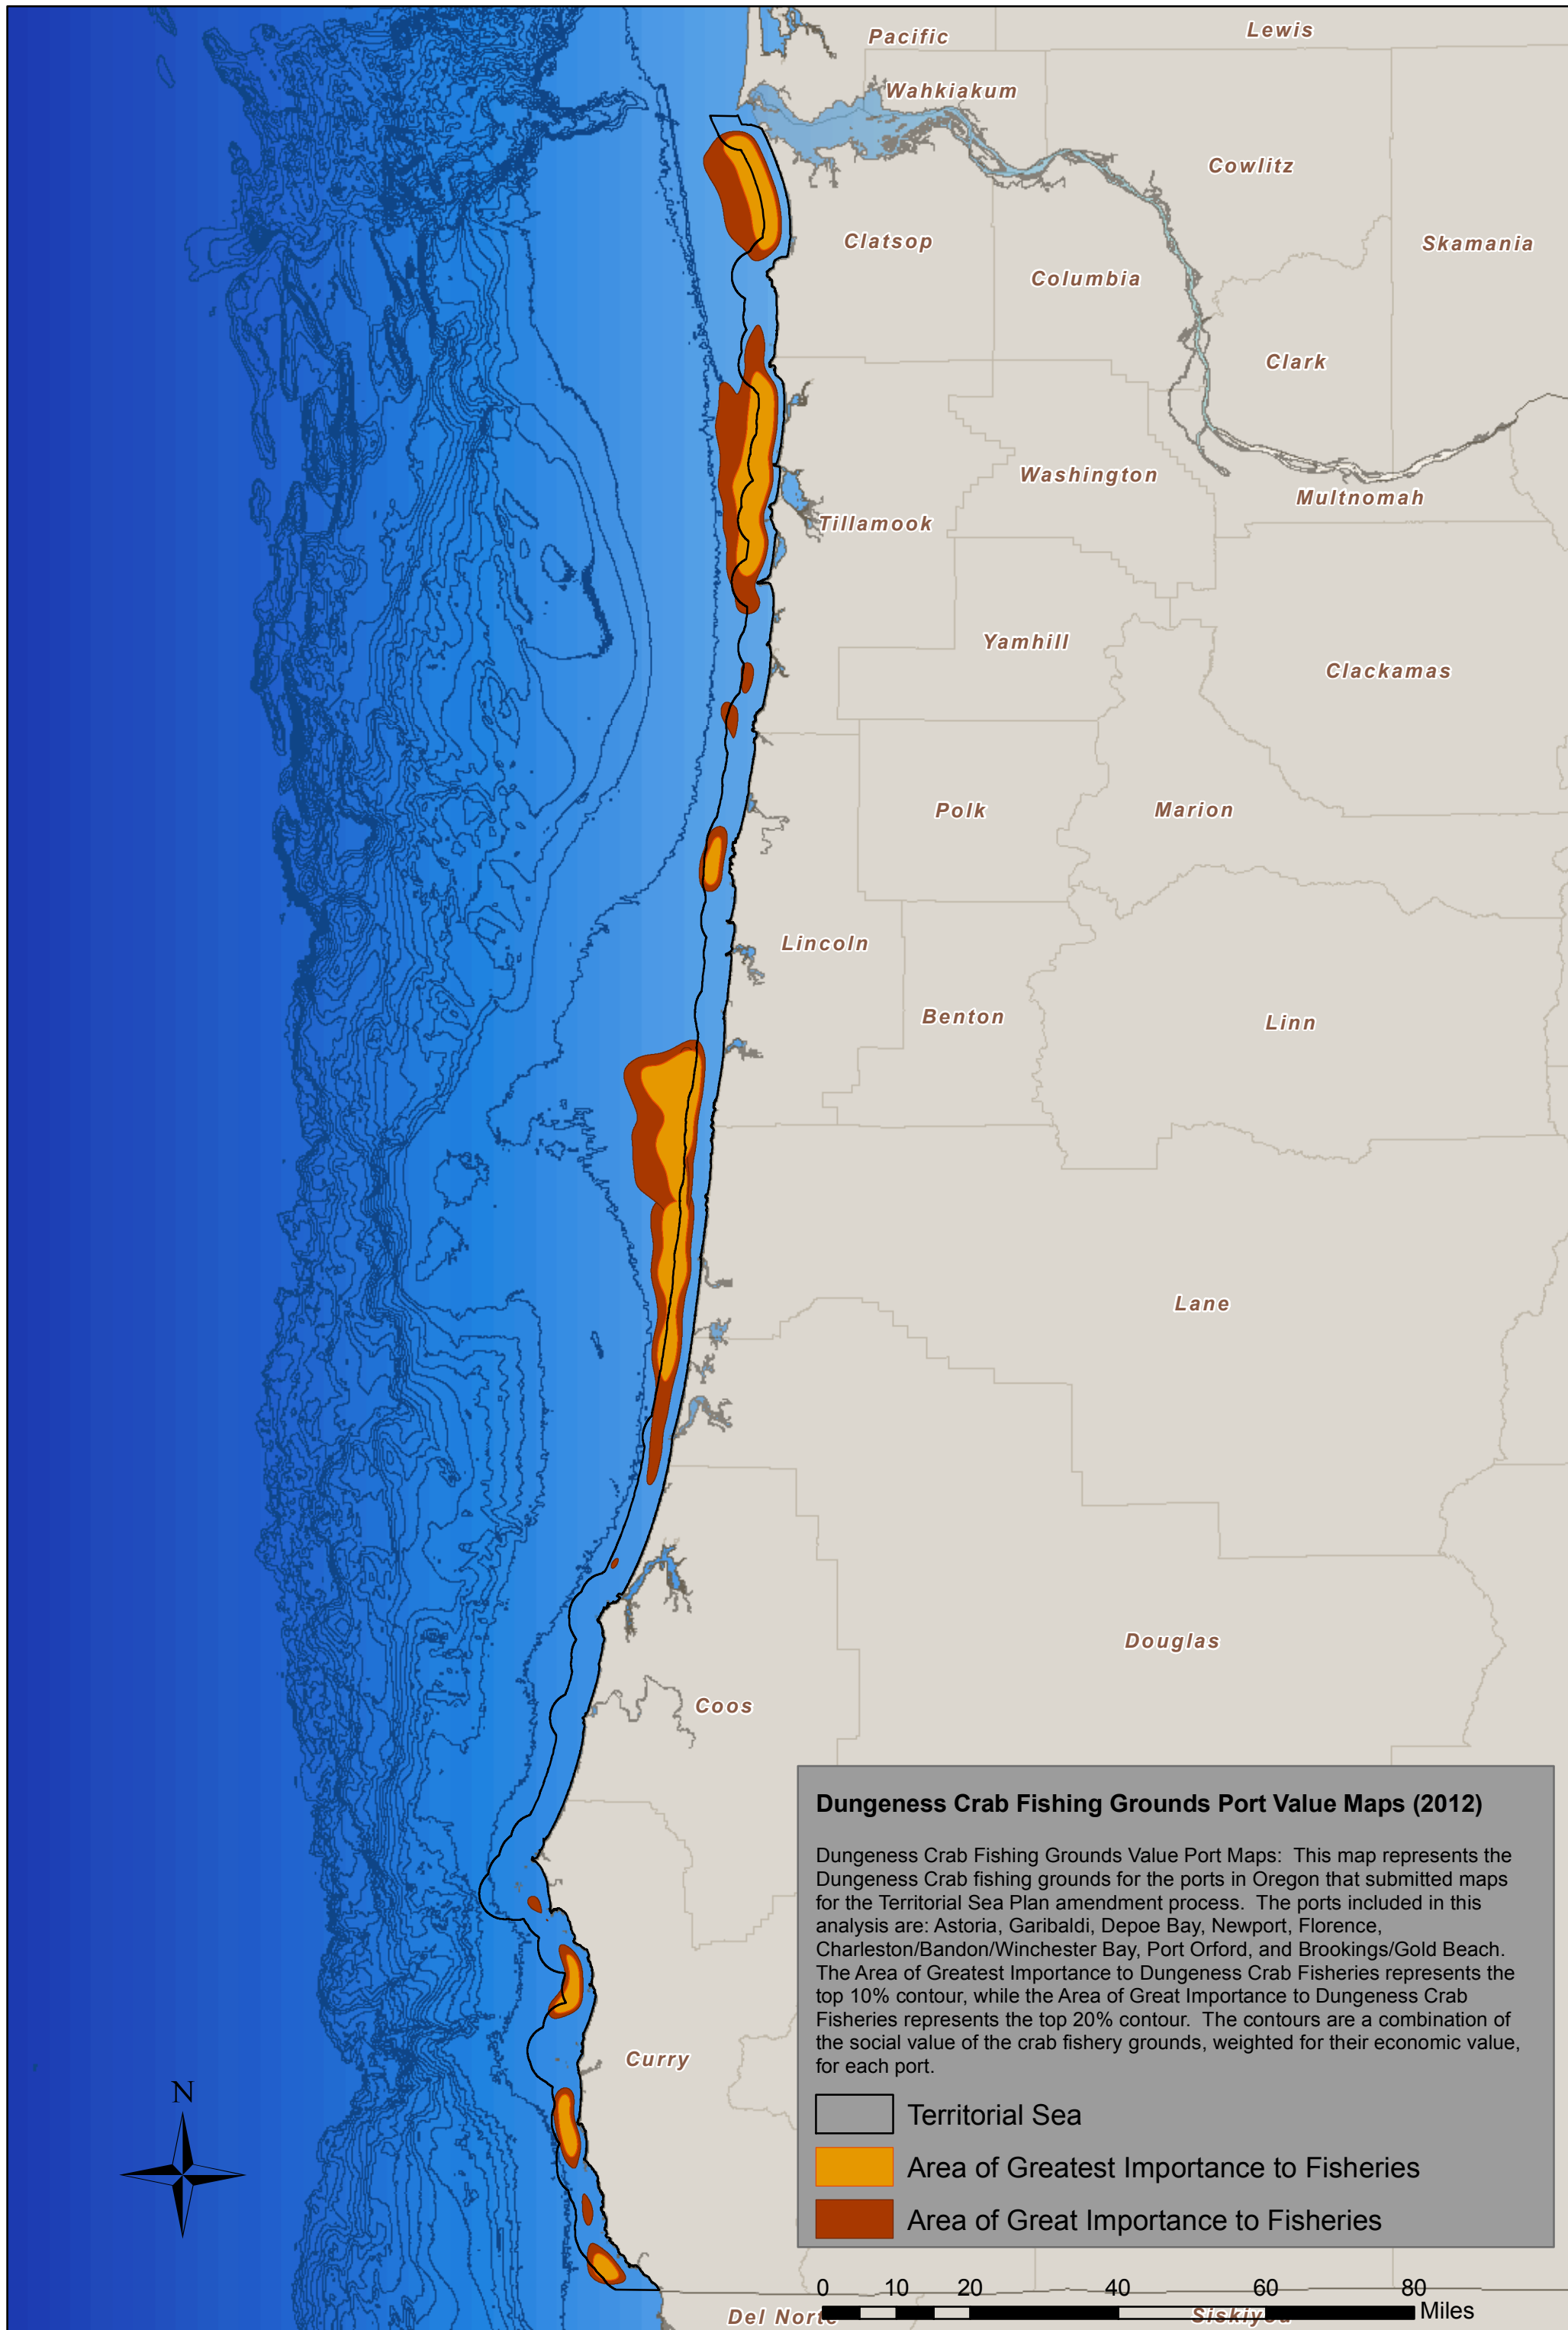 Pacific
Lewis
Wahkiakum
Cowlitz
Clatsop
Skamania
Columbia
Clark
Washington
Multnomah
Tillamook
Yamhill
Clackamas
Polk
Marion
Lincoln
Benton
Linn
Lane
Douglas
Coos
Curry
Dungeness Crab Fishing Grounds Port Value Maps (2012)
Dungeness Crab Fishing Grounds Value Port Maps: This map represents the
Dungeness Crab fishing grounds for the ports in Oregon that submitted maps
for the Territorial Sea Plan amendment process. The ports included in this
analysis are: Astoria, Garibaldi, Depoe Bay, Newport, Florence,
Charleston/Bandon/Winchester Bay, Port Orford, and Brookings/Gold Beach.
The Area of Greatest Importance to Dungeness Crab Fisheries represents the
top 10% contour, while the Area of Great Importance to Dungeness Crab
Fisheries represents the top 20% contour. The contours are a combination of
the social value of the crab fishery grounds, weighted for their economic value,
for each port.
Territorial Sea
Area of Greatest Importance to Fisheries
Area of Great Importance to Fisheries
N
0 10 20 40 60 80
Miles
Del Norte
Siskiyou